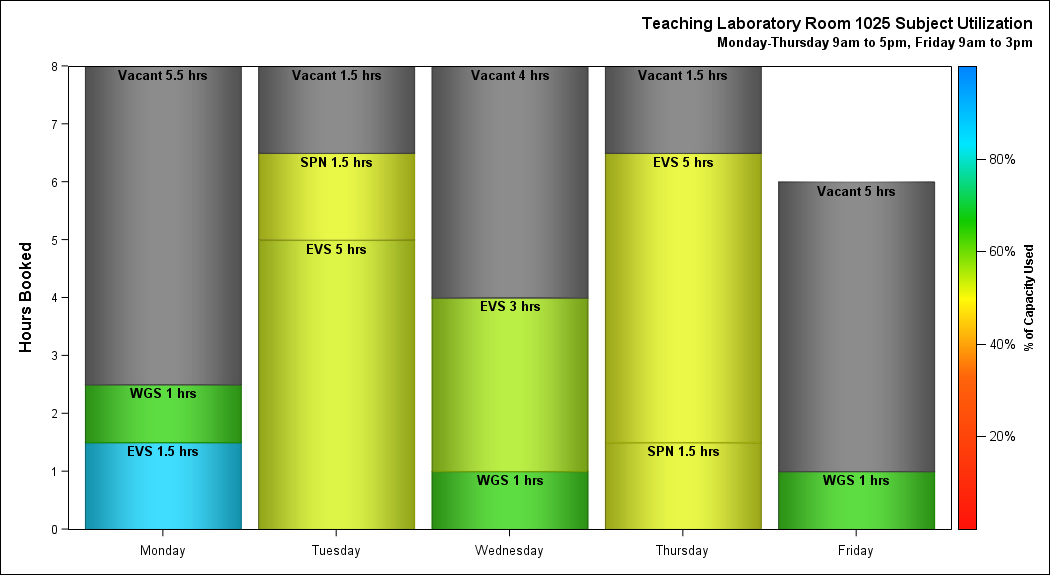 Teaching Laboratory Room 1025 Subject Utilization
Monday-Thursday 9am to 5pm, Friday 9am to 3pm
Hours Booked
8
7
6
5
4
3
2
1
0
Vacant 5.5 hrs
WGS 1 hrs
EVS 1.5 hrs
Vacant 1.5 hrs
SPN 1.5 hrs
EVS 5 hrs
Vacant 4 hrs
EVS 3 hrs
WGS 1 hrs
Vacant 1.5 hrs
EVS 5 hrs
SPN 1.5 hrs
Vacant 5 hrs
WGS 1 hrs
Monday
Tuesday
Wednesday
Thursday
Friday
80%
60%
40%
20%
% of Capacity Used